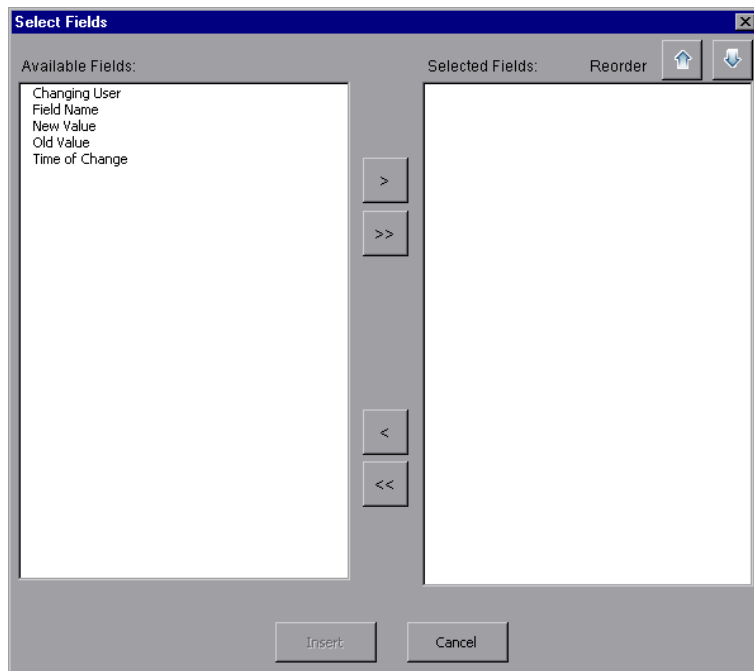 Select Fields
Available Fields:
Selected Fields: Reorder
Changing User
Field Name
New Value
Old Value
Time of Change
>
>>
<
<<
Insert
Cancel